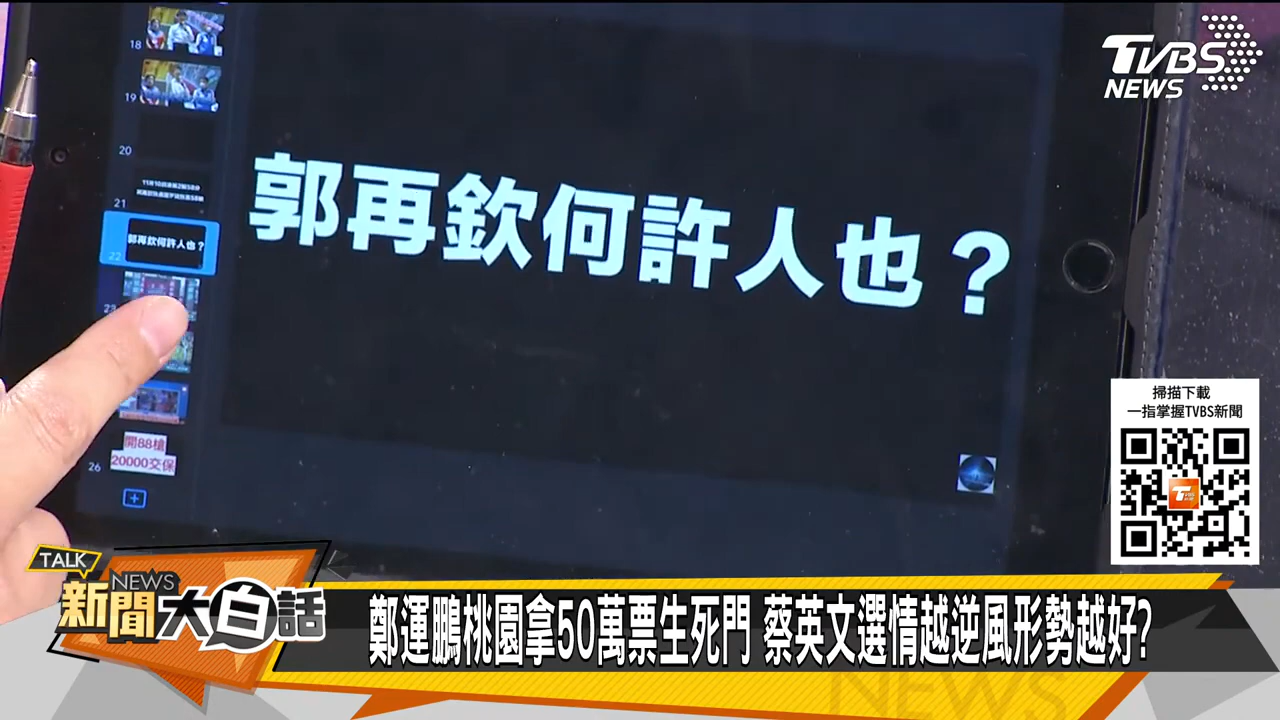 TVBS
NEWS
18
19
20
21
郭再欽何許人也？
22
郭再欽何許人也？
23
開88槍
20000交保
26
掃描下載
一指掌握TVBS新聞
TALK
NEWS
新聞大白話
鄭運鵬桃園拿50萬票生死門 蔡英文選情越逆風形勢越好?
NEWS